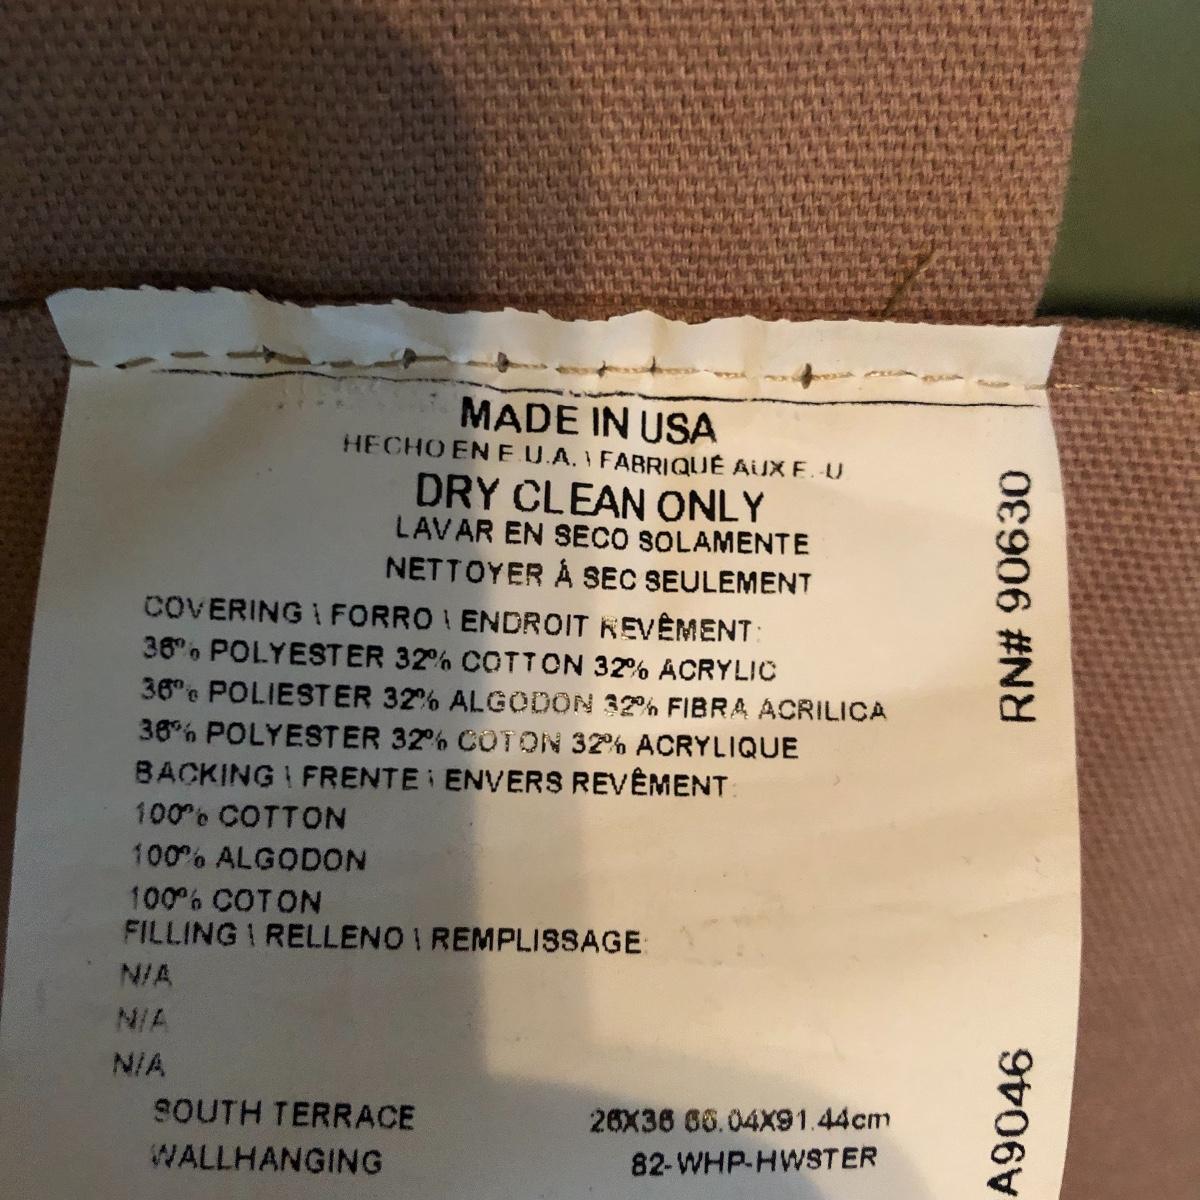 MADE IN USA
HECHO EN E.U.A. \ FABRIQUÉ AUX E.-U
DRY CLEAN ONLY
LAVAR EN SECO SOLAMENTE
NETTOYER À SEC SEULEMENT
COVERING \ FORRO \ ENDROIT REVÊMENT:
36% POLYESTER 32% COTTON 32% ACRYLIC
36% POLIESTER 32% ALGODON 32% FIBRA ACRILICA
36% POLYESTER 32% COTON 32% ACRYLIQUE
BACKING \ FRENTE \ ENVERS REVÊMENT:
100% COTTON
100% ALGODON
100% COTON
FILLING \ RELLENO \ REMPLISSAGE:
N/A
N/A
N/A
SOUTH TERRACE 26X36 66.04X91.44cm
WALLHANGING 82-WHP-HWSTER
RN# 90630
A9046